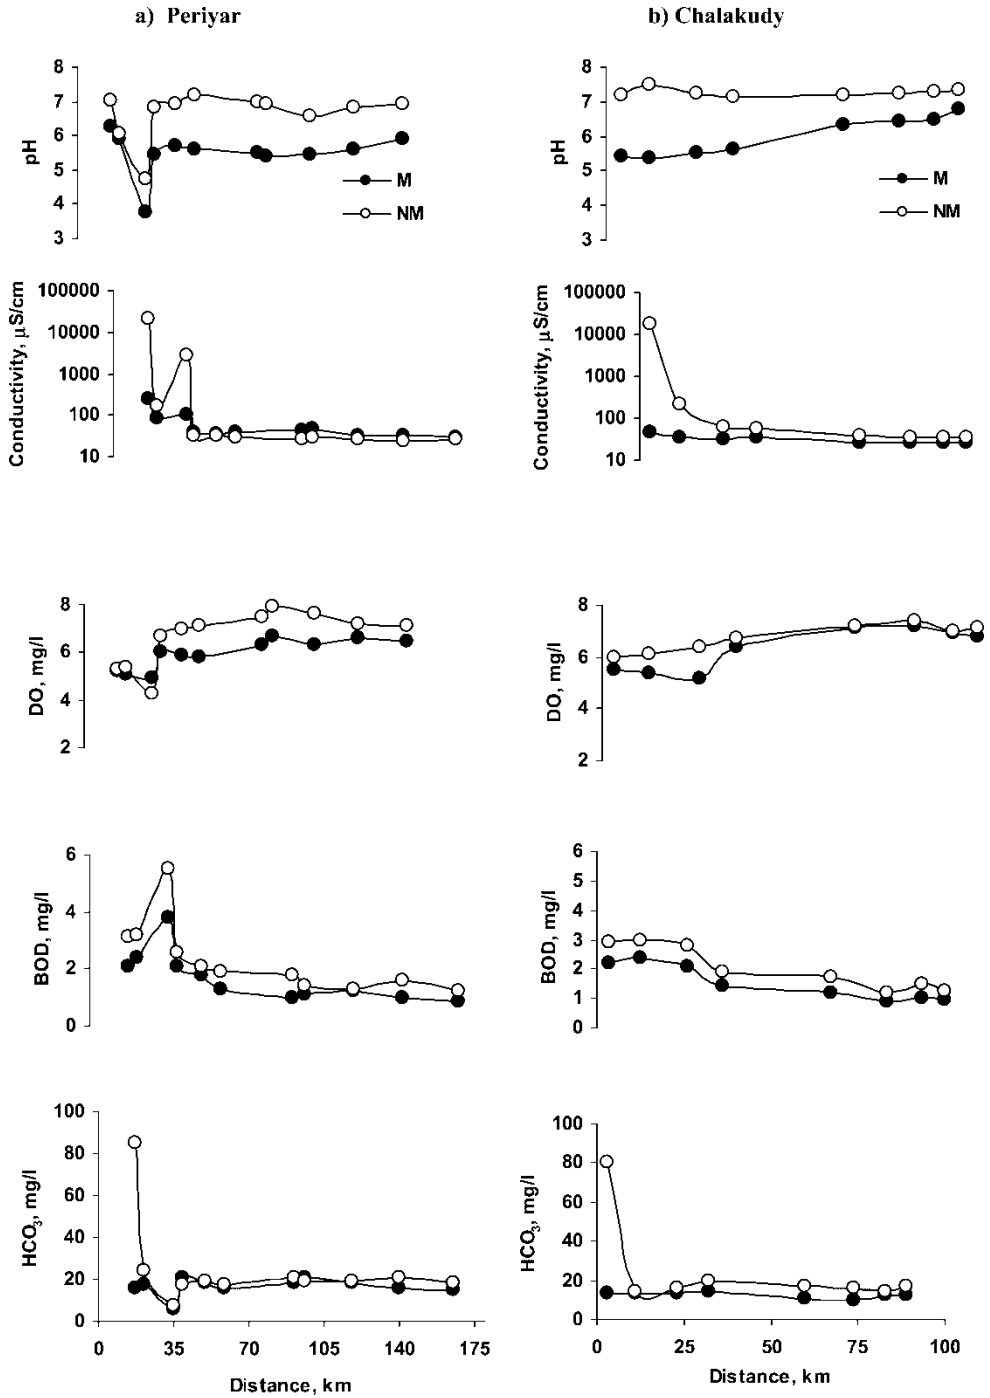 a) Periyar
b) Chalakudy
8
7
6
5
4
3
pH
M
NM
8
7
6
5
4
3
pH
M
NM
100000
10000
1000
100
10
Conductivity, µS/cm
100000
10000
1000
100
10
Conductivity, µS/cm
8
6
4
2
DO, mg/l
8
6
4
2
DO, mg/l
6
4
2
0
BOD, mg/l
6
5
4
3
2
1
0
BOD, mg/l
100
80
60
40
20
0
HCO3, mg/l
0 35 70 105 140 175
Distance, km
100
80
60
40
20
0
HCO3, mg/l
0 25 50 75 100
Distance, km